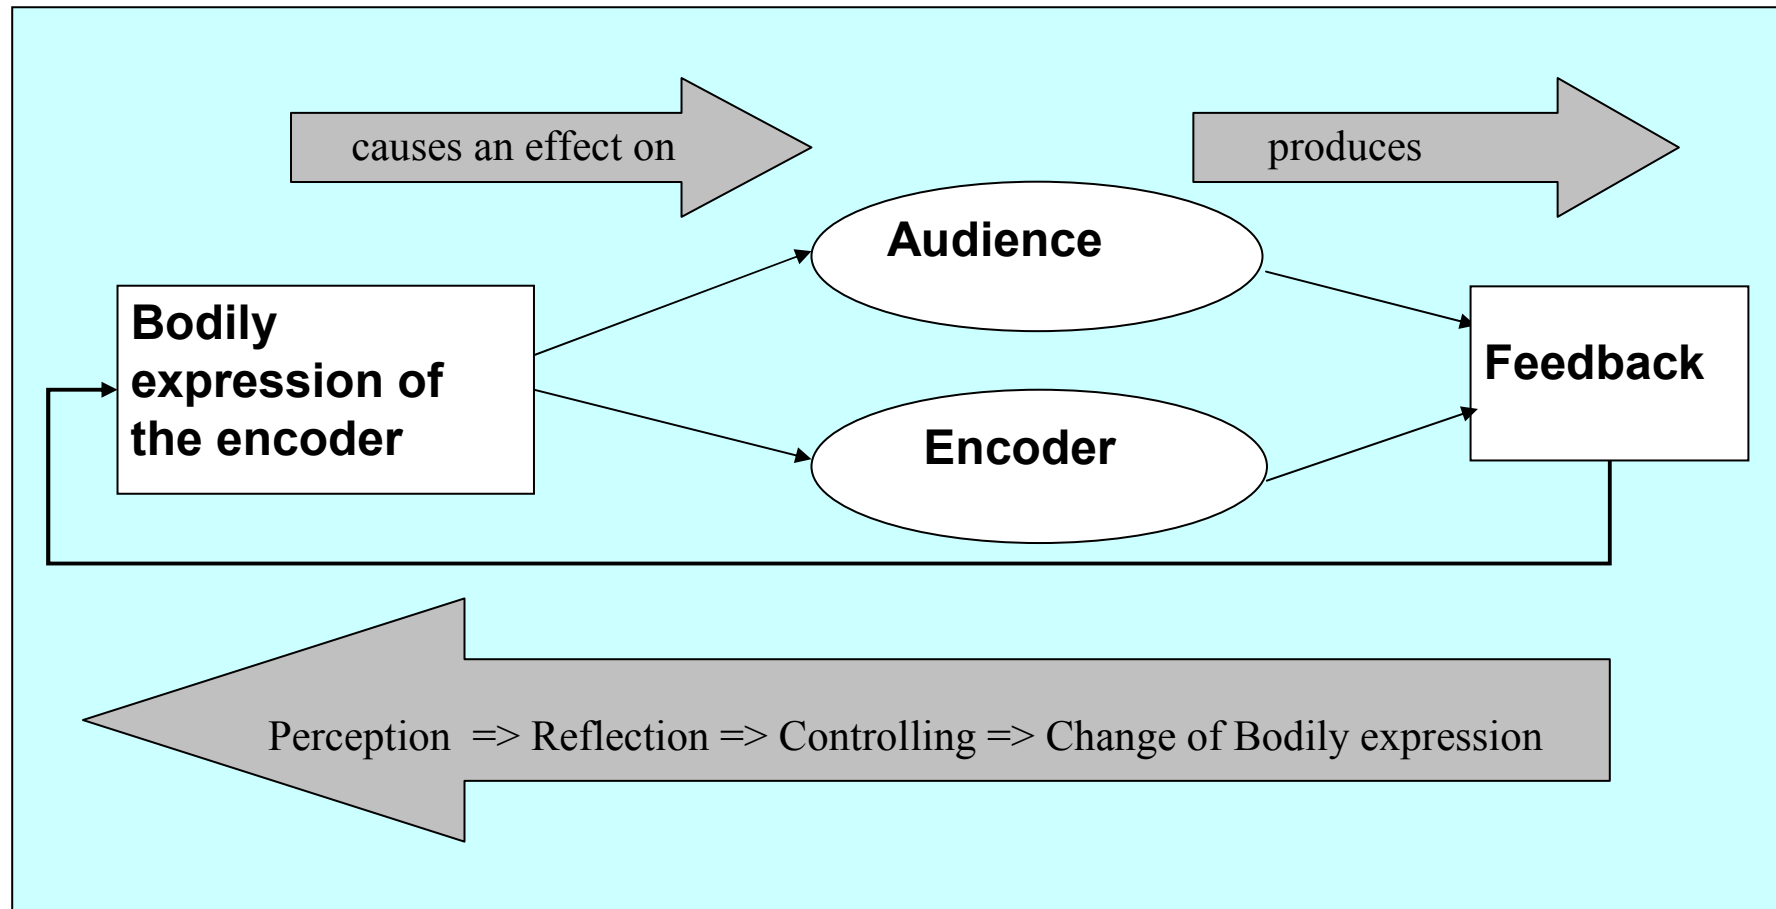 causes an effect on
produces
Audience
Bodily
expression of
the encoder
Feedback
Encoder
Perception => Reflection => Controlling => Change of Bodily expression